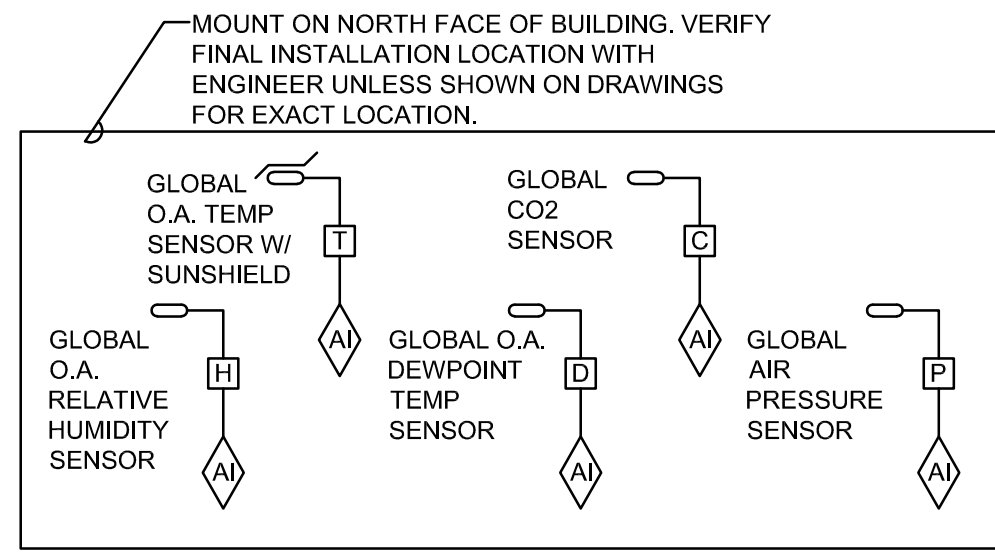 MOUNT ON NORTH FACE OF BUILDING. VERIFY
FINAL INSTALLATION LOCATION WITH
ENGINEER UNLESS SHOWN ON DRAWINGS
FOR EXACT LOCATION.
GLOBAL
O.A. TEMP
SENSOR W/
SUNSHIELD
T
AI
GLOBAL
CO2
SENSOR
C
AI
GLOBAL
O.A.
RELATIVE
HUMIDITY
SENSOR
H
AI
GLOBAL O.A.
DEWPOINT
TEMP
SENSOR
D
AI
GLOBAL
AIR
PRESSURE
SENSOR
P
AI